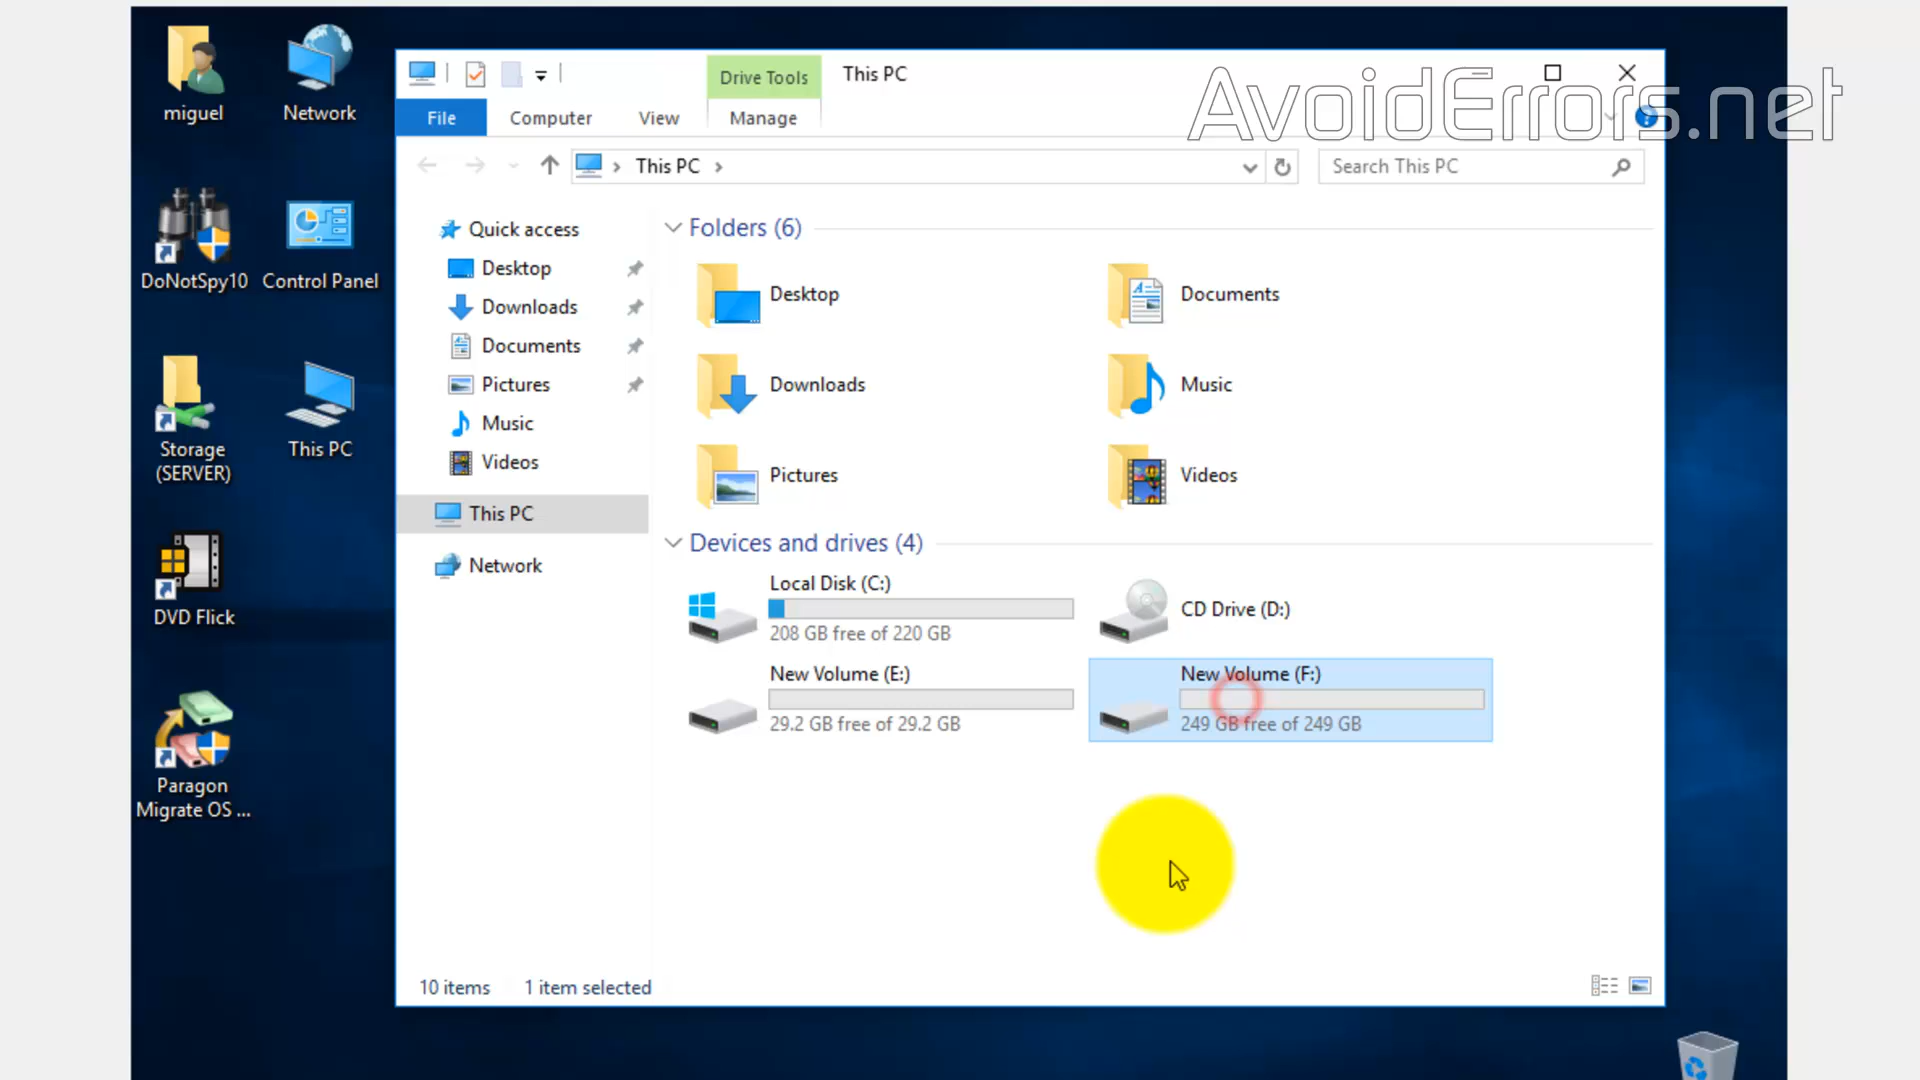 miguel
Network
DoNotSpy10
Control Panel
Storage
(SERVER)
This PC
DVD Flick
Paragon
Migrate OS ...
Drive Tools
This PC
AvoidErrors.net
File
Computer
View
Manage
This PC
Search This PC
Quick access
Desktop
Downloads
Documents
Pictures
Music
Videos
This PC
Network
Folders (6)
Desktop
Documents
Downloads
Music
Pictures
Videos
Devices and drives (4)
Local Disk (C:)
208 GB free of 220 GB
CD Drive (D:)
New Volume (E:)
29.2 GB free of 29.2 GB
New Volume (F:)
249 GB free of 249 GB
10 items
1 item selected